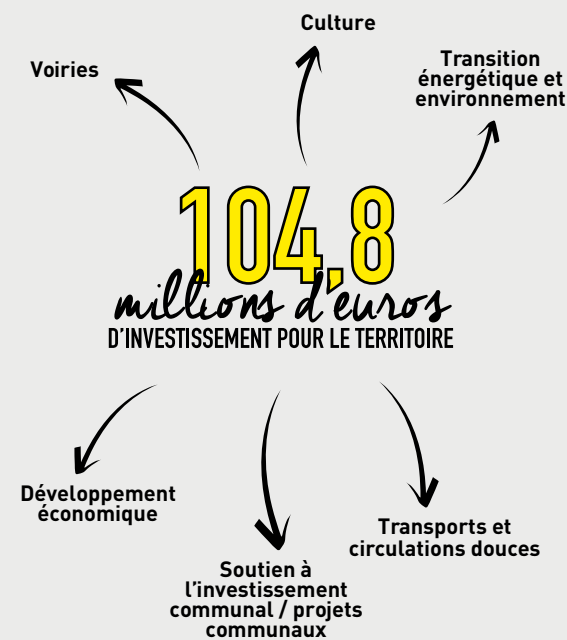 Culture
Voiries
Transition
énergétique et
environnement
104,8
millions d'euros
D'INVESTISSEMENT POUR LE TERRITOIRE
Développement
économique
Transports et
circulations douces
Soutien à
l'investissement
communal / projets
communaux